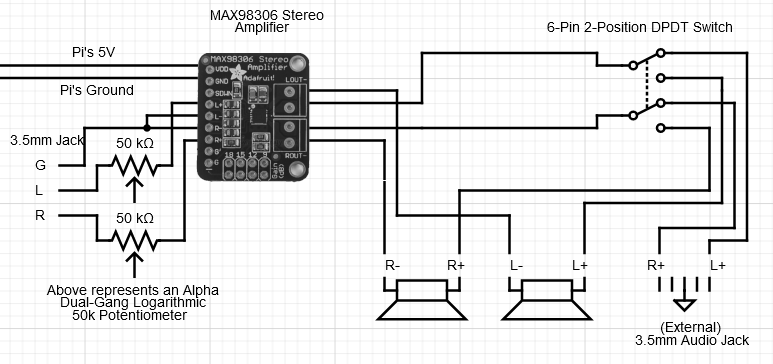 MAX98306 Stereo
Amplifier
6-Pin 2-Position DPDT Switch
Pi's 5V
Pi's Ground
MAX98306 Stereo
Amplifier
Adafruit!
VDD
GND
SDWN
L+
L-
R-
R+
G
LOUT-
ROUT-
18 15 12 9
Gain
(dB)
3.5mm Jack
G
L
R
50 kΩ
50 kΩ
Above represents an Alpha
Dual-Gang Logarithmic
50k Potentiometer
R- R+ L- L+ R+ L+
(External)
3.5mm Audio Jack